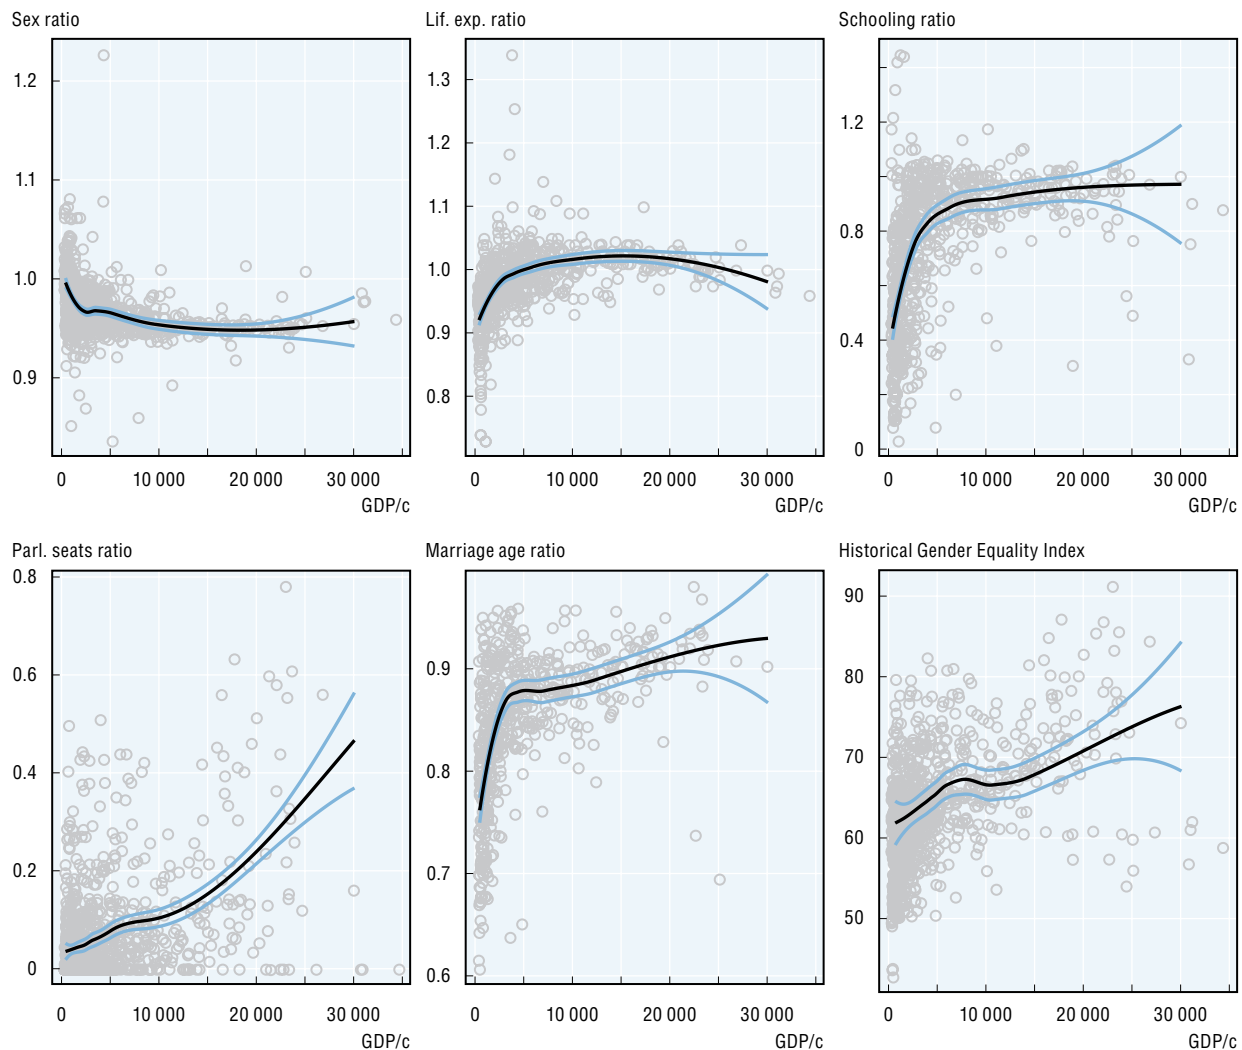 Sex ratio
1.2
1.1
1.0
0.9
0 10 000 20 000 30 000
GDP/c
Lif. exp. ratio
1.3
1.2
1.1
1.0
0.9
0.8
0 10 000 20 000 30 000
GDP/c
Schooling ratio
1.2
0.8
0.4
0
0 10 000 20 000 30 000
GDP/c
Parl. seats ratio
0.8
0.6
0.4
0.2
0
0 10 000 20 000 30 000
GDP/c
Marriage age ratio
0.9
0.8
0.7
0.6
0 10 000 20 000 30 000
GDP/c
Historical Gender Equality Index
90
80
70
60
50
0 10 000 20 000 30 000
GDP/c